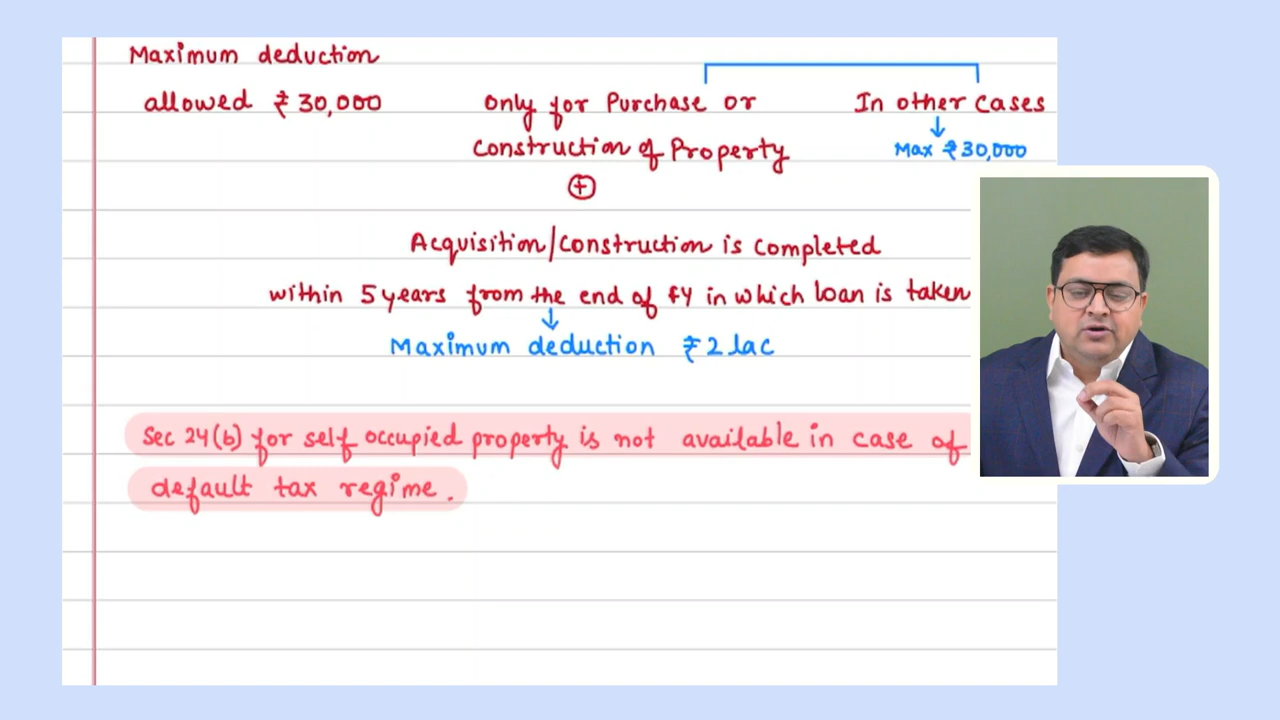 Maximum deduction
allowed ₹ 30,000
only for Purchase or
Construction of Property
+
In other cases
Max ₹ 30,000
Acquisition/Construction is completed
within 5 years from the end of FY in which loan is taken
Maximum deduction ₹ 2 lac
Sec 24(b) for self occupied property is not available in case of
default tax regime.